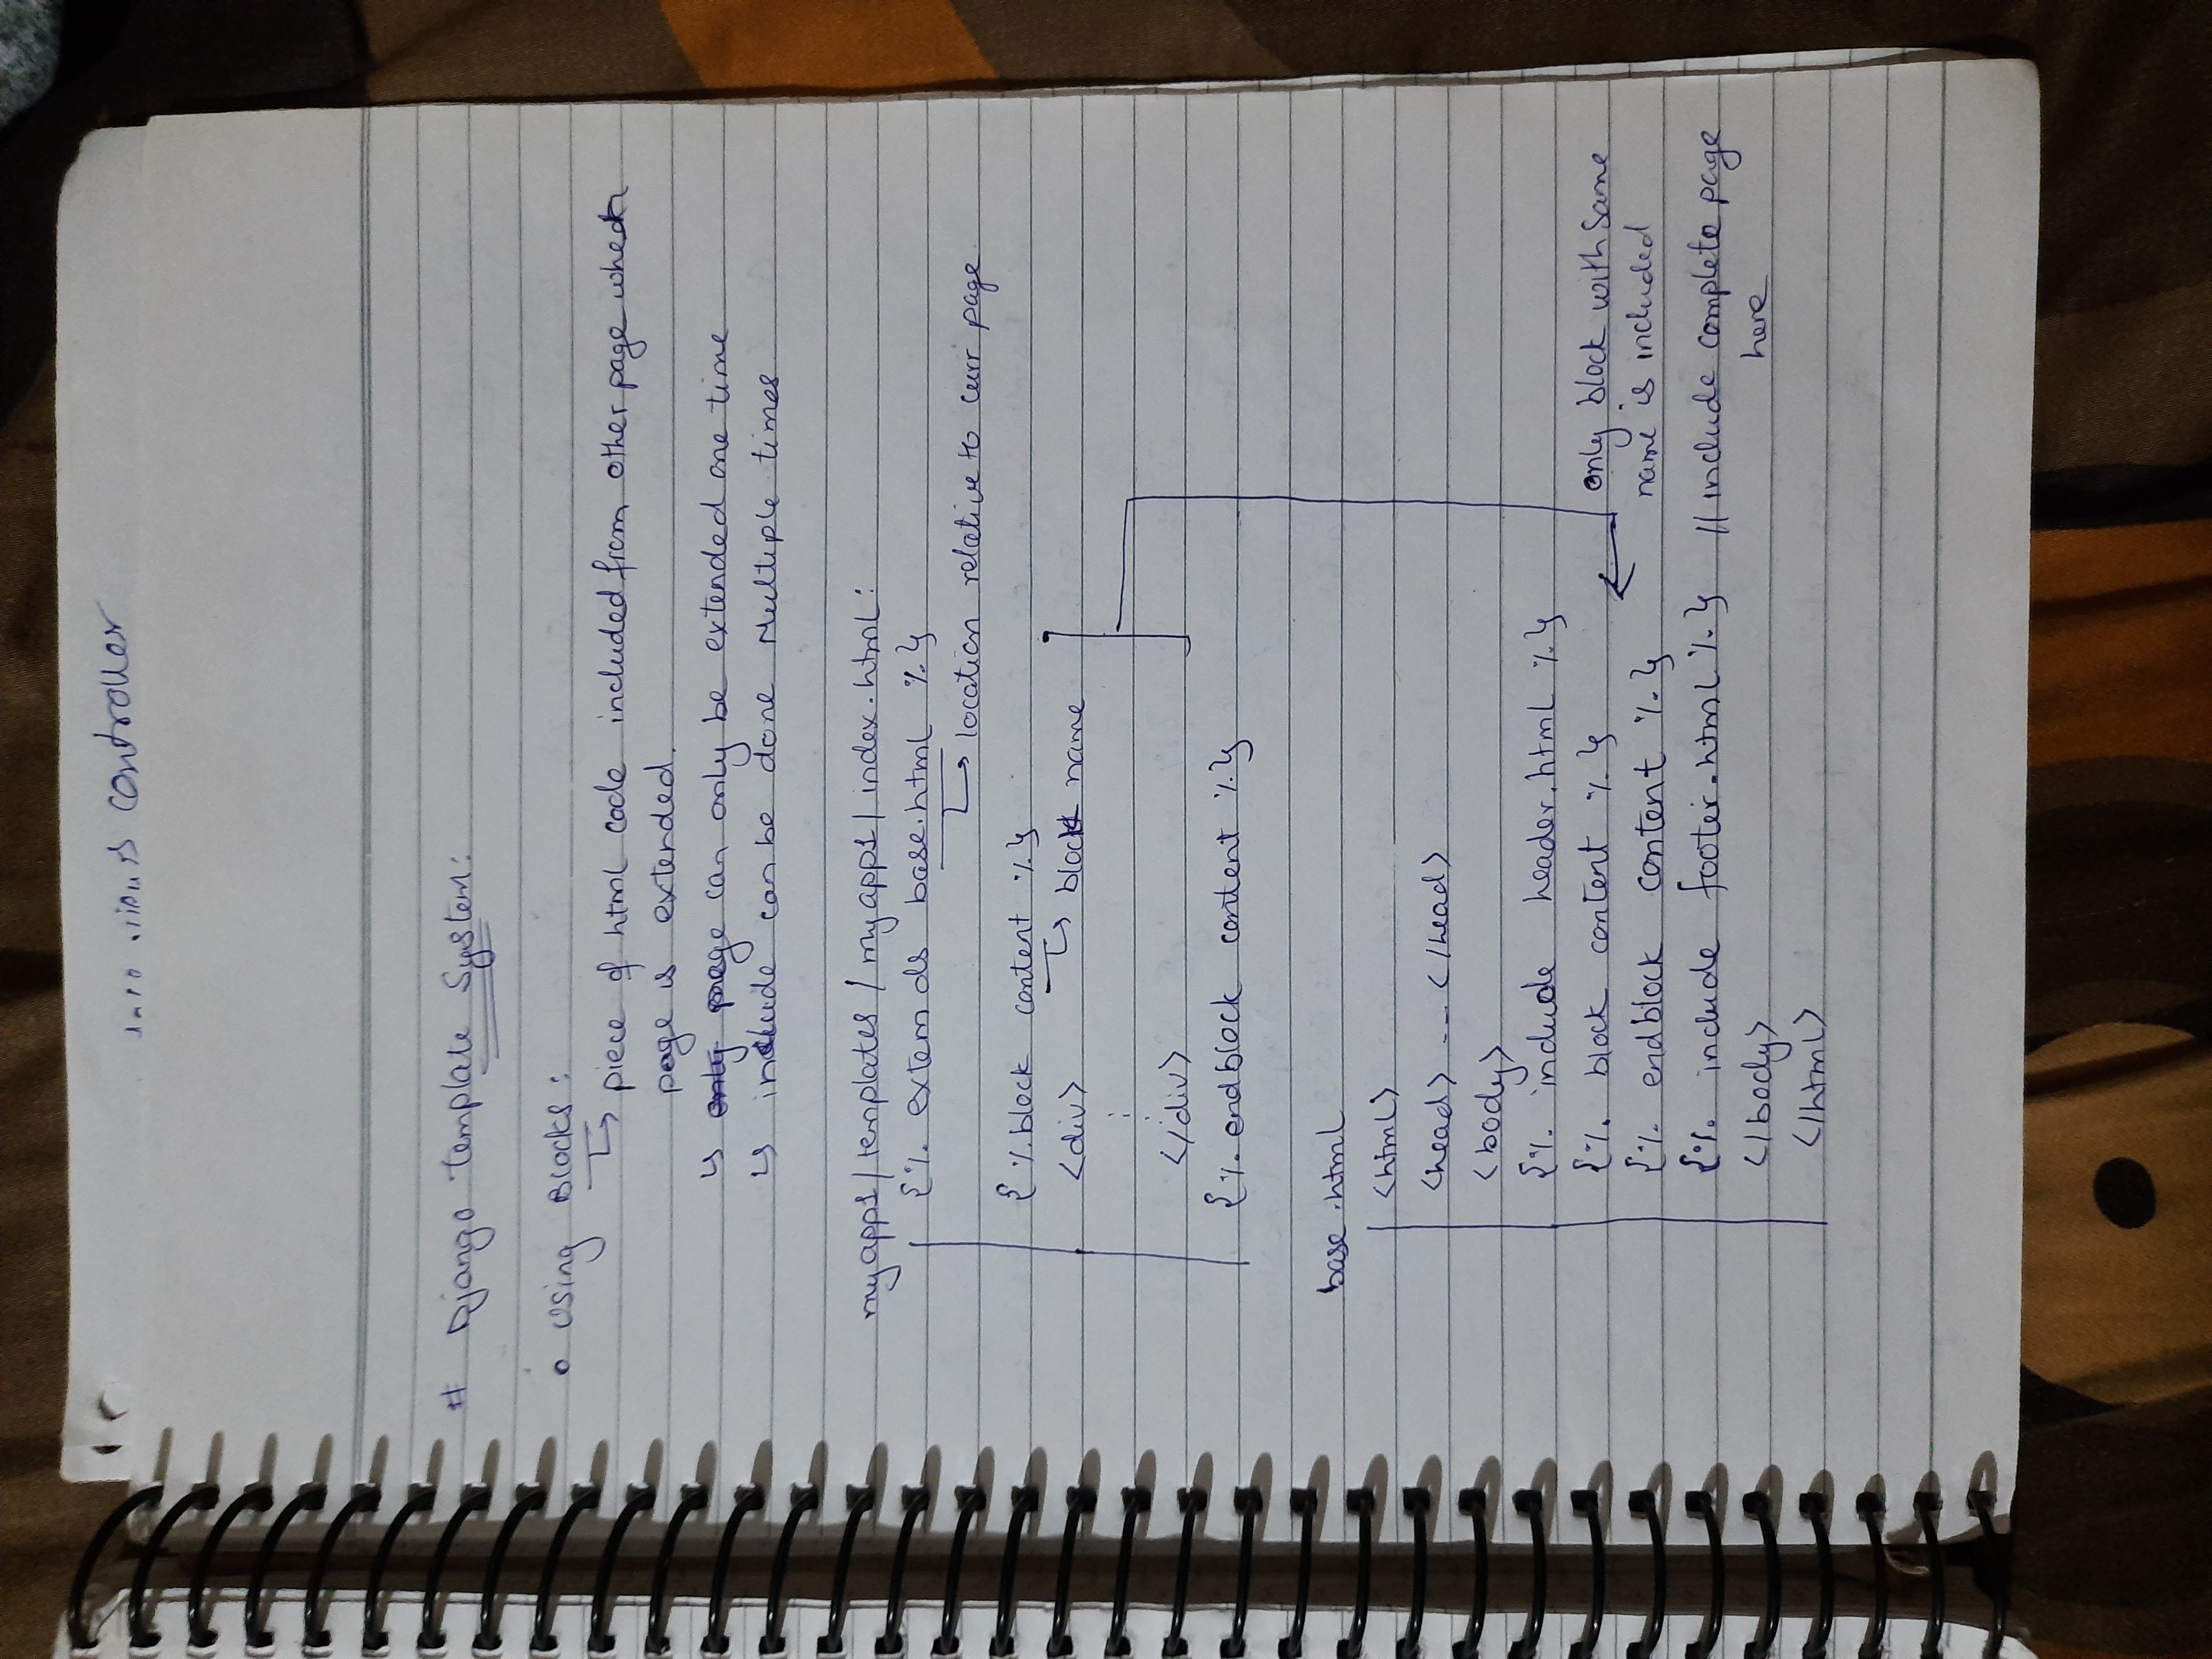 controller
# Django Template System:
o Using Blocks:
↳ piece of html code included from other page when
page is extended.
↳ only page can only be extended one time
↳ include can be done Multiple times
myapp1/templates/myapp1/index.html:
{% extends base.html %}
↳ location relative to curr page
{% block content %}
<div> ↳ block name
⋮
</div>
{% endblock content %}
base.html
<html>
<head> --- </head>
<body>
{% include header.html %}
{% block content %} ← only block with same
{% endblock content %} name is included
{% include footer.html %} // include complete page
</body> here
</html>